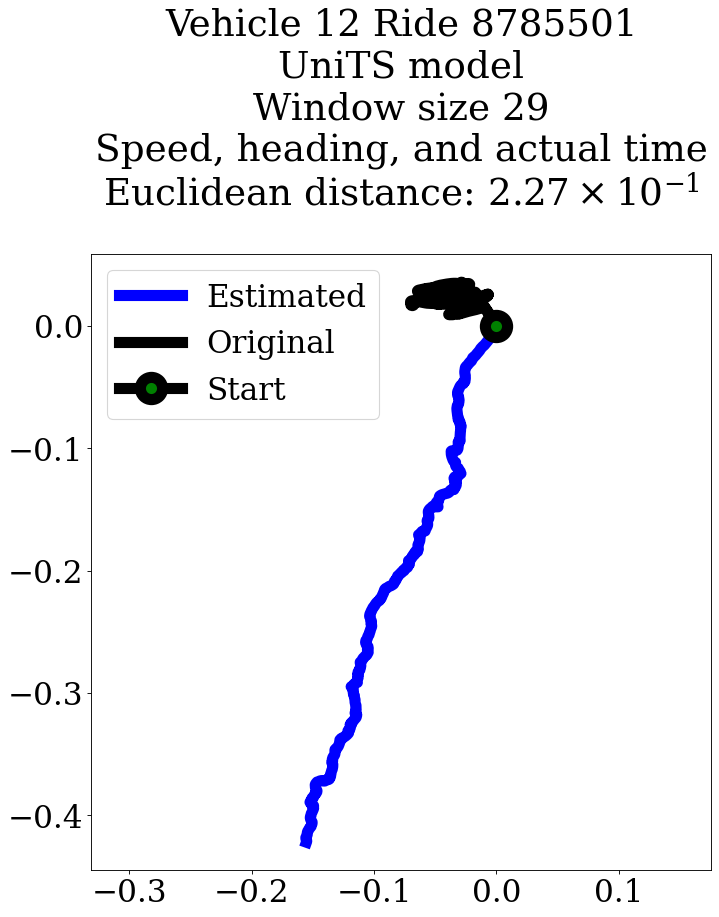 Vehicle 12 Ride 8785501
UniTS model
Window size 29
Speed, heading, and actual time
Euclidean distance: 2.27 × 10⁻¹
Estimated
Original
Start
0.0
−0.1
−0.2
−0.3
−0.4
−0.3 −0.2 −0.1 0.0 0.1